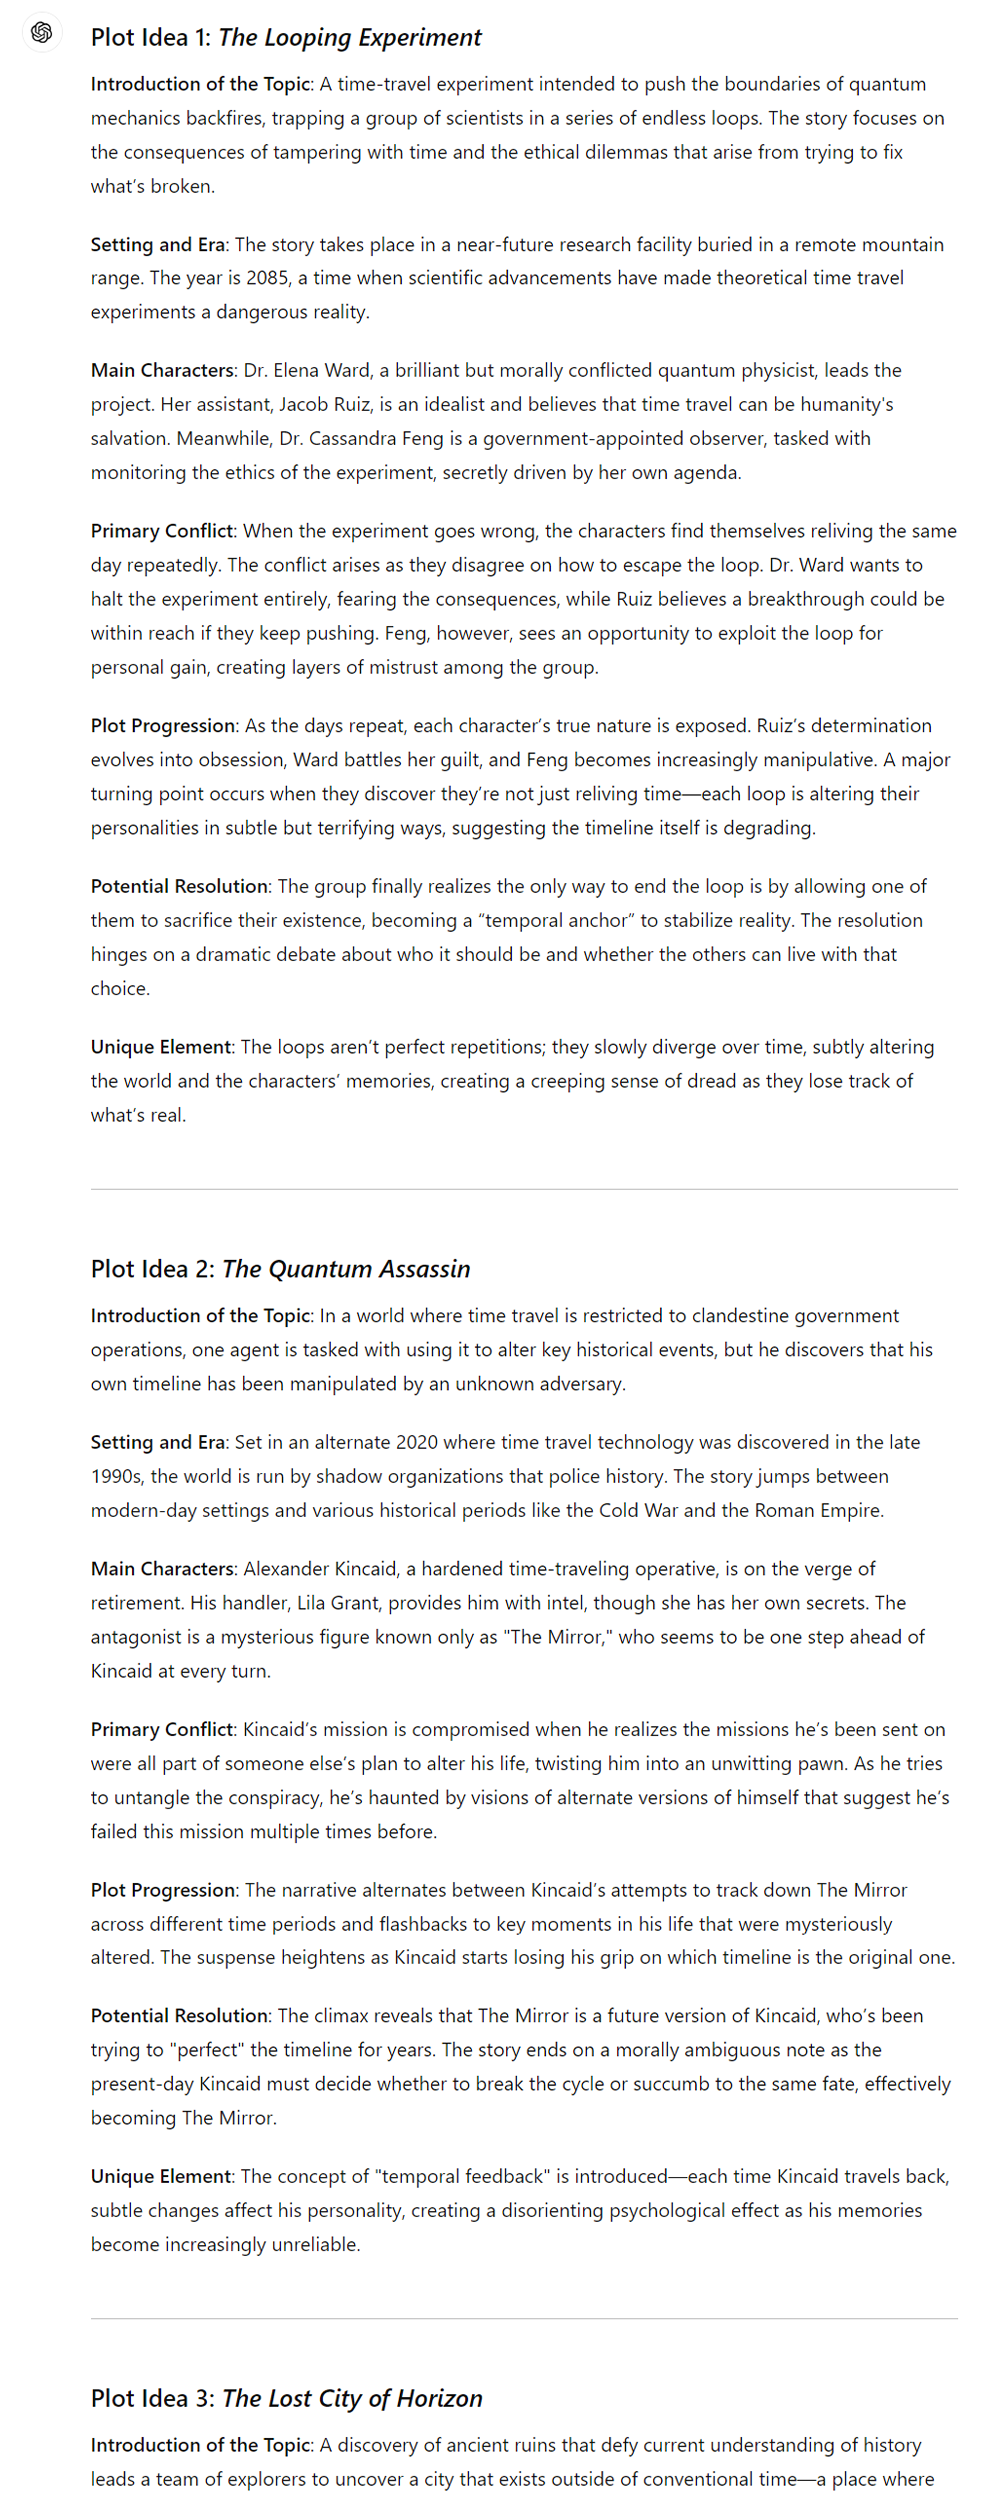 Plot Idea 1: The Looping Experiment
Introduction of the Topic: A time-travel experiment intended to push the boundaries of quantum
mechanics backfires, trapping a group of scientists in a series of endless loops. The story focuses on
the consequences of tampering with time and the ethical dilemmas that arise from trying to fix
what’s broken.
Setting and Era: The story takes place in a near-future research facility buried in a remote mountain
range. The year is 2085, a time when scientific advancements have made theoretical time travel
experiments a dangerous reality.
Main Characters: Dr. Elena Ward, a brilliant but morally conflicted quantum physicist, leads the
project. Her assistant, Jacob Ruiz, is an idealist and believes that time travel can be humanity's
salvation. Meanwhile, Dr. Cassandra Feng is a government-appointed observer, tasked with
monitoring the ethics of the experiment, secretly driven by her own agenda.
Primary Conflict: When the experiment goes wrong, the characters find themselves reliving the same
day repeatedly. The conflict arises as they disagree on how to escape the loop. Dr. Ward wants to
halt the experiment entirely, fearing the consequences, while Ruiz believes a breakthrough could be
within reach if they keep pushing. Feng, however, sees an opportunity to exploit the loop for
personal gain, creating layers of mistrust among the group.
Plot Progression: As the days repeat, each character’s true nature is exposed. Ruiz’s determination
evolves into obsession, Ward battles her guilt, and Feng becomes increasingly manipulative. A major
turning point occurs when they discover they’re not just reliving time—each loop is altering their
personalities in subtle but terrifying ways, suggesting the timeline itself is degrading.
Potential Resolution: The group finally realizes the only way to end the loop is by allowing one of
them to sacrifice their existence, becoming a “temporal anchor” to stabilize reality. The resolution
hinges on a dramatic debate about who it should be and whether the others can live with that
choice.
Unique Element: The loops aren’t perfect repetitions; they slowly diverge over time, subtly altering
the world and the characters’ memories, creating a creeping sense of dread as they lose track of
what’s real.
Plot Idea 2: The Quantum Assassin
Introduction of the Topic: In a world where time travel is restricted to clandestine government
operations, one agent is tasked with using it to alter key historical events, but he discovers that his
own timeline has been manipulated by an unknown adversary.
Setting and Era: Set in an alternate 2020 where time travel technology was discovered in the late
1990s, the world is run by shadow organizations that police history. The story jumps between
modern-day settings and various historical periods like the Cold War and the Roman Empire.
Main Characters: Alexander Kincaid, a hardened time-traveling operative, is on the verge of
retirement. His handler, Lila Grant, provides him with intel, though she has her own secrets. The
antagonist is a mysterious figure known only as "The Mirror," who seems to be one step ahead of
Kincaid at every turn.
Primary Conflict: Kincaid’s mission is compromised when he realizes the missions he’s been sent on
were all part of someone else’s plan to alter his life, twisting him into an unwitting pawn. As he tries
to untangle the conspiracy, he’s haunted by visions of alternate versions of himself that suggest he’s
failed this mission multiple times before.
Plot Progression: The narrative alternates between Kincaid’s attempts to track down The Mirror
across different time periods and flashbacks to key moments in his life that were mysteriously
altered. The suspense heightens as Kincaid starts losing his grip on which timeline is the original one.
Potential Resolution: The climax reveals that The Mirror is a future version of Kincaid, who’s been
trying to "perfect" the timeline for years. The story ends on a morally ambiguous note as the
present-day Kincaid must decide whether to break the cycle or succumb to the same fate, effectively
becoming The Mirror.
Unique Element: The concept of "temporal feedback" is introduced—each time Kincaid travels back,
subtle changes affect his personality, creating a disorienting psychological effect as his memories
become increasingly unreliable.
Plot Idea 3: The Lost City of Horizon
Introduction of the Topic: A discovery of ancient ruins that defy current understanding of history
leads a team of explorers to uncover a city that exists outside of conventional time—a place where